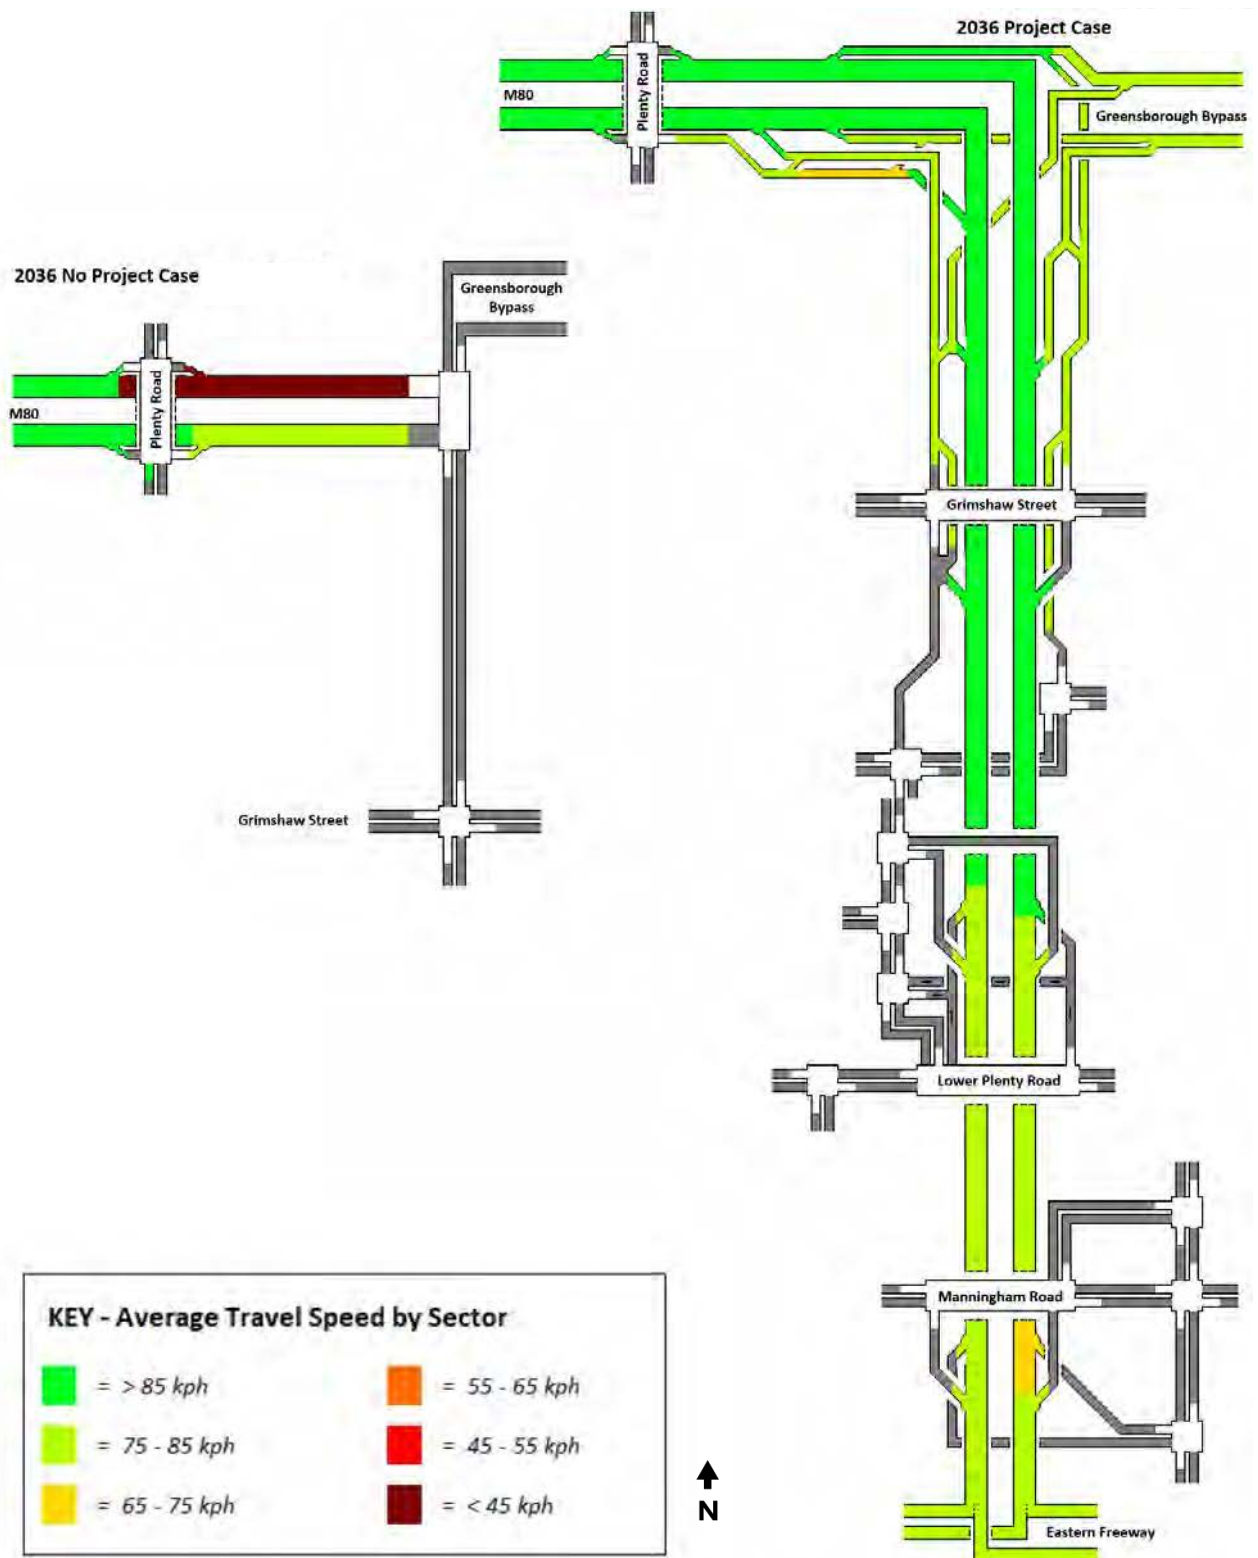 2036 Project Case
Plenty Road
M80
Greensborough Bypass
2036 No Project Case
Greensborough
Bypass
Plenty Road
M80
Grimshaw Street
Grimshaw Street
Lower Plenty Road
Manningham Road
KEY - Average Travel Speed by Sector
= > 85 kph
= 55 - 65 kph
= 75 - 85 kph
= 45 - 55 kph
= 65 - 75 kph
= < 45 kph
N
Eastern Freeway